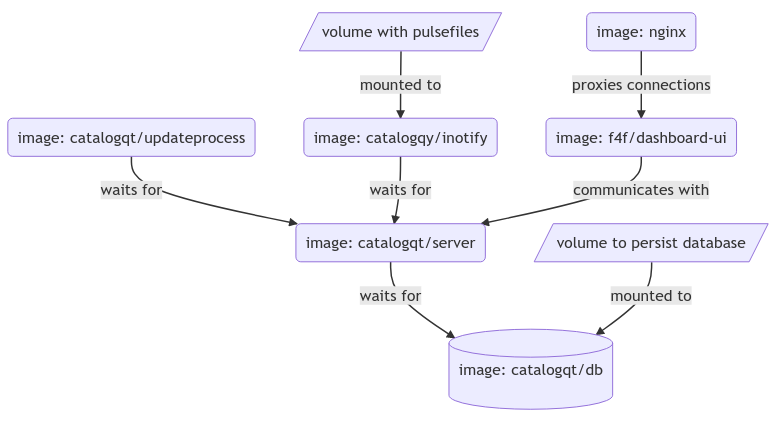 volume with pulsefiles
image: nginx
mounted to
proxies connections
image: catalogqt/updateprocess
image: catalogqy/inotify
image: f4f/dashboard-ui
waits for
waits for
communicates with
image: catalogqt/server
volume to persist database
waits for
mounted to
image: catalogqt/db